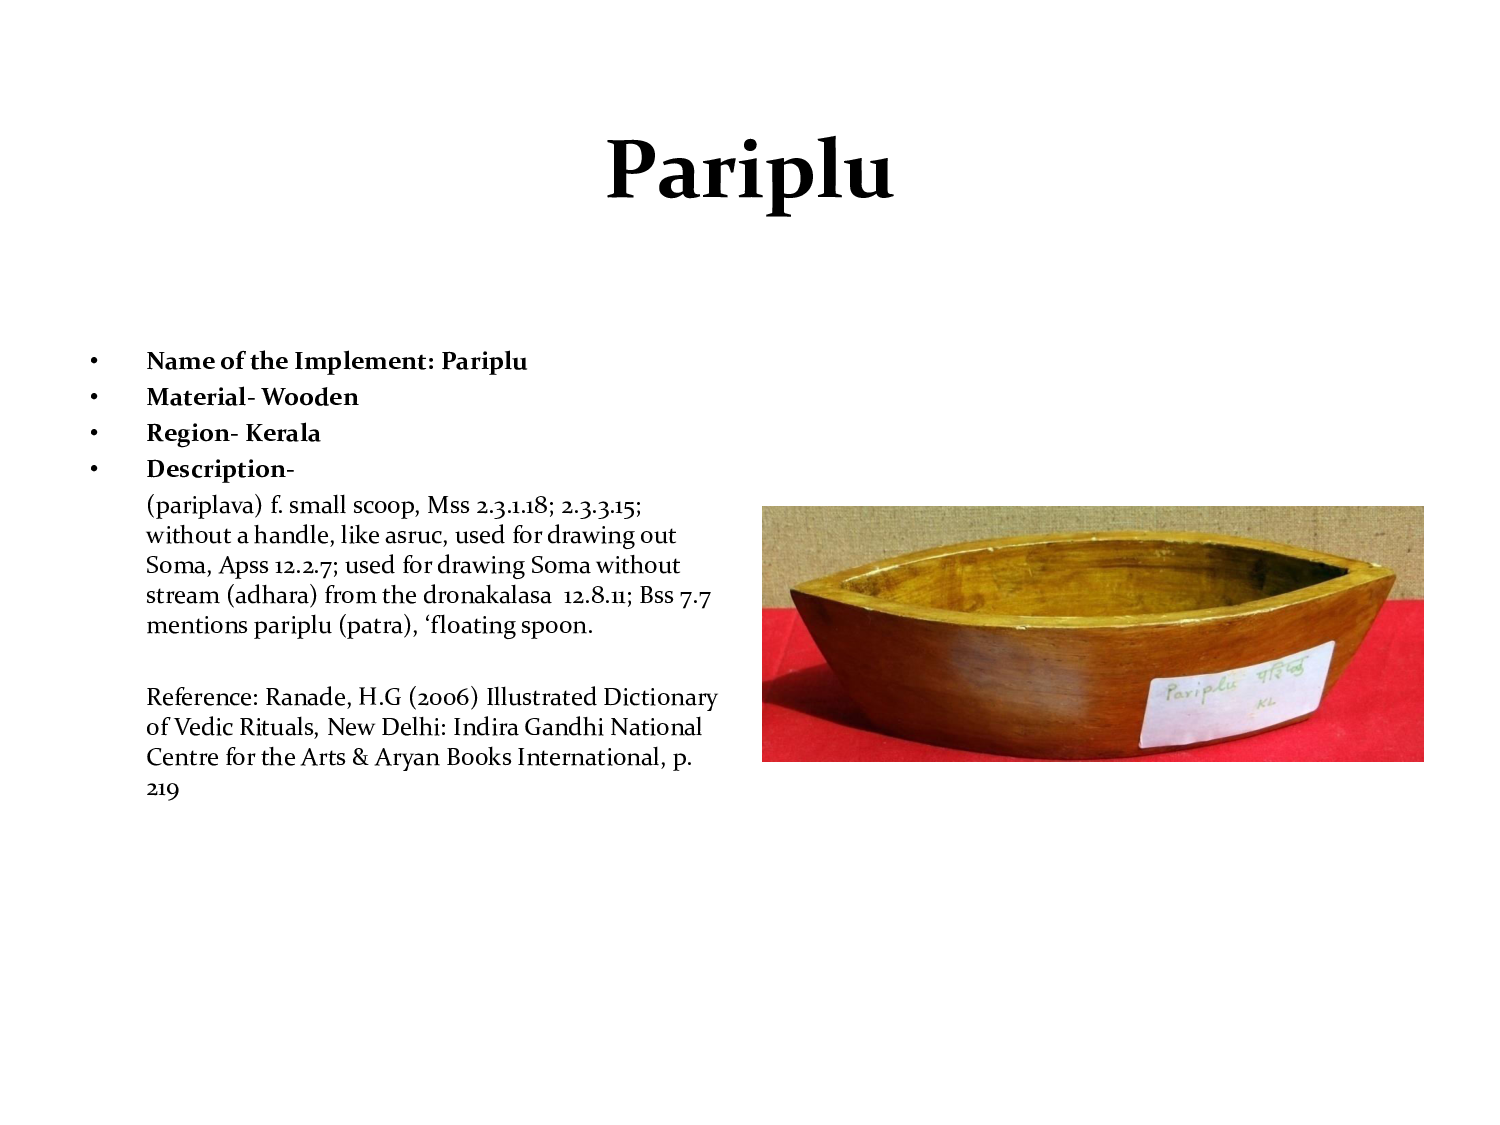 Pariplu
• Name of the Implement: Pariplu
• Material- Wooden
• Region- Kerala
• Description-
(pariplava) f. small scoop, Mss 2.3.1.18; 2.3.3.15;
without a handle, like asruc, used for drawing out
Soma, Apss 12.2.7; used for drawing Soma without
stream (adhara) from the dronakalasa  12.8.11; Bss 7.7
mentions pariplu (patra), ‘floating spoon.
Reference: Ranade, H.G (2006) Illustrated Dictionary
of Vedic Rituals, New Delhi: Indira Gandhi National
Centre for the Arts & Aryan Books International, p.
219
Pariplu परिप्लु
KL